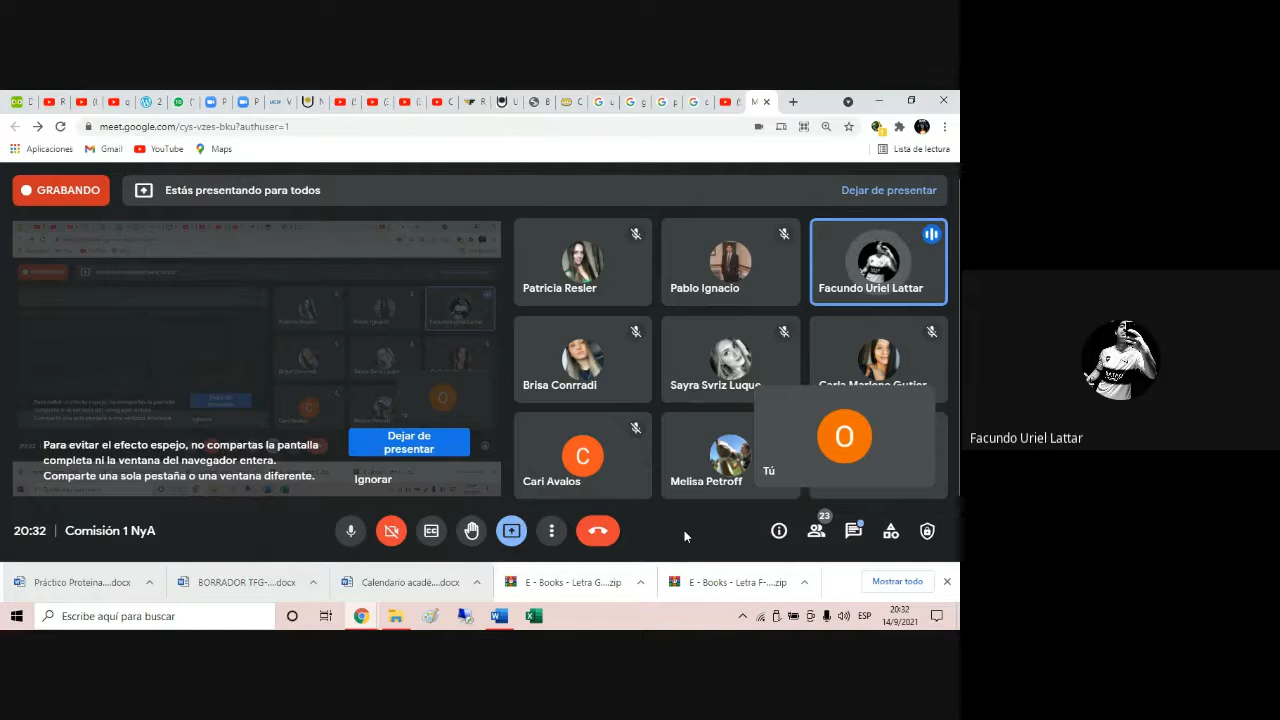 meet.google.com/cys-vzes-bku?authuser=1
Aplicaciones Gmail YouTube Maps Lista de lectura
GRABANDO Estás presentando para todos Dejar de presentar
Patricia Resler Pablo Ignacio Facundo Uriel Lattar
Brisa Conrradi Sayra Svriz Luque Carla Marlene Gutier
Para evitar el efecto espejo, no compartas la pantalla
completa ni la ventana del navegador entera.
Comparte una sola pestaña o una ventana diferente.
Dejar de
presentar
Ignorar
C
Cari Avalos Melisa Petroff
O
Tú
Facundo Uriel Lattar
20:32 Comisión 1 NyA
23
Práctico Proteína....docx BORRADOR TFG-....docx Calendario acadé....docx E - Books - Letra G....zip E - Books - Letra F-....zip Mostrar todo
Escribe aquí para buscar ESP 20:32
14/9/2021